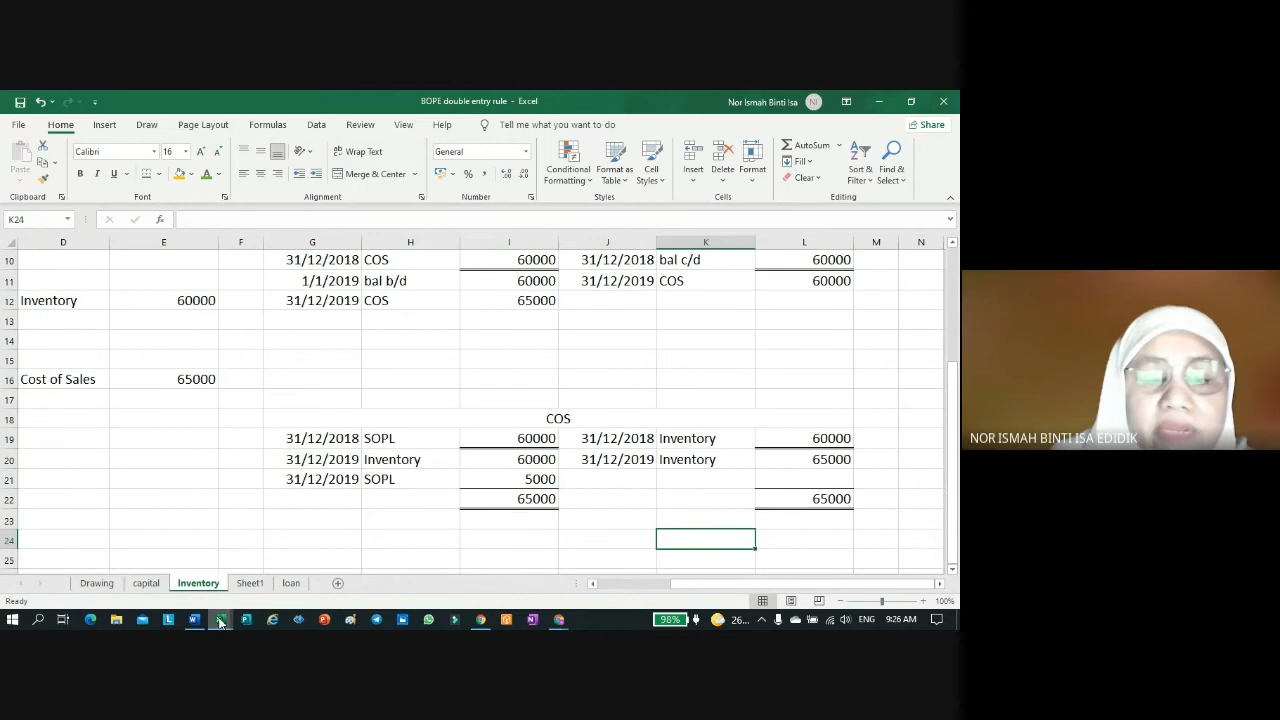 BOPE double entry rule - Excel
Nor Ismah Binti Isa NI
File Home Insert Draw Page Layout Formulas Data Review View Help Tell me what you want to do Share
Calibri 16 Wrap Text General AutoSum
Paste B I U Merge & Center Conditional Formatting Format as Table Cell Styles Insert Delete Format Fill Clear Sort & Filter Find & Select
Clipboard Font Alignment Number Styles Cells Editing
K24 fx
D E F G H I J K L M N
10 31/12/2018 COS 60000 31/12/2018 bal c/d 60000
11 1/1/2019 bal b/d 60000 31/12/2019 COS 60000
12 Inventory 60000 31/12/2019 COS 65000
13
14
15
16 Cost of Sales 65000
17
18 COS
19 31/12/2018 SOPL 60000 31/12/2018 Inventory 60000
20 31/12/2019 Inventory 60000 31/12/2019 Inventory 65000
21 31/12/2019 SOPL 5000
22 65000 65000
23
24
25
Drawing capital Inventory Sheet1 loan
Ready 100%
98% 26... ENG 9:26 AM
NOR ISMAH BINTI ISA EDIDIK